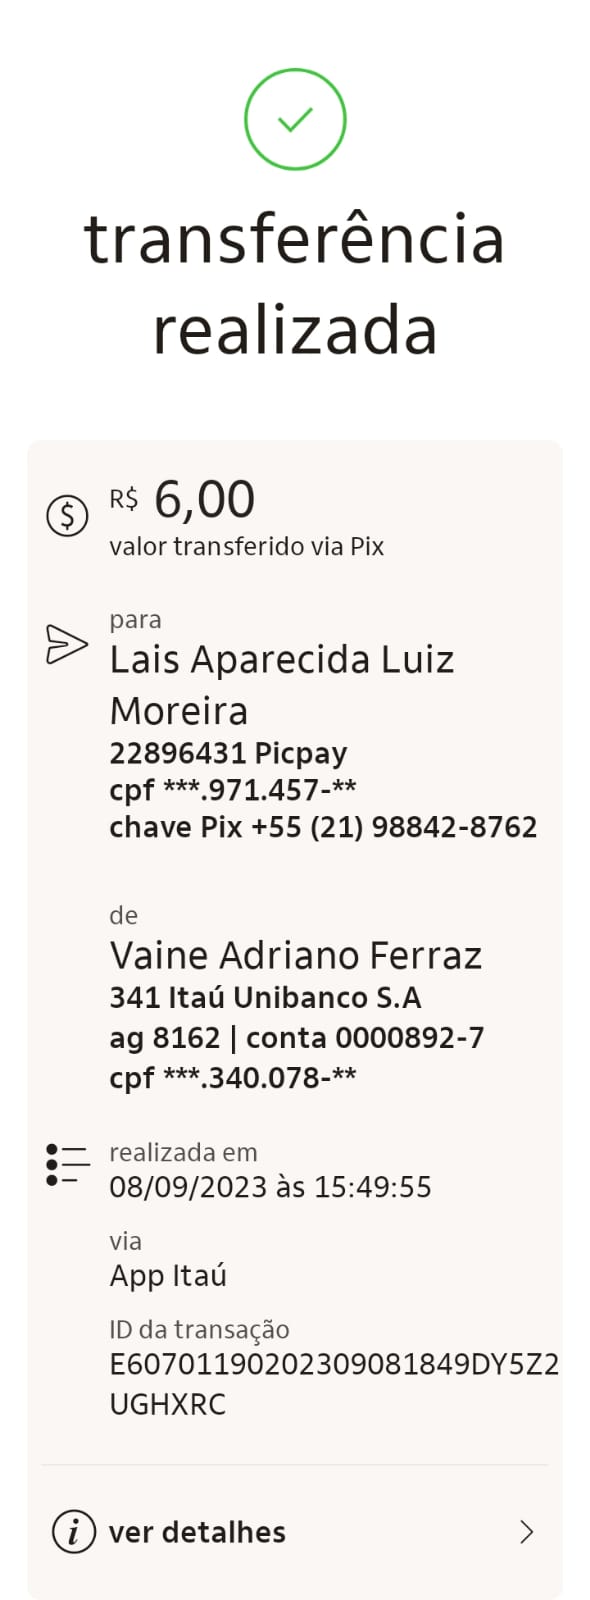 transferência
realizada
R$ 6,00
valor transferido via Pix
para
Lais Aparecida Luiz
Moreira
22896431 Picpay
cpf ***.971.457-**
chave Pix +55 (21) 98842-8762
de
Vaine Adriano Ferraz
341 Itaú Unibanco S.A
ag 8162 | conta 0000892-7
cpf ***.340.078-**
realizada em
08/09/2023 às 15:49:55
via
App Itaú
ID da transação
E60701190202309081849DY5Z2
UGHXRC
ver detalhes